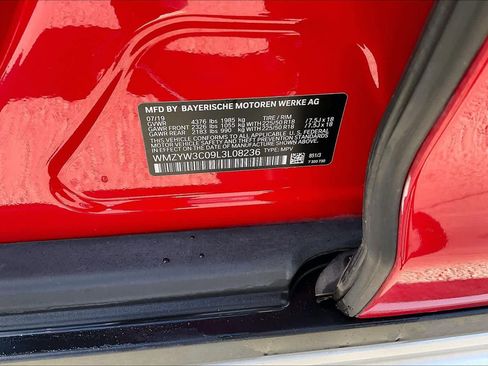 MFD BY BAYERISCHE MOTOREN WERKE AG
07/19 TIRE / RIM
GVWR 4376 lbs 1985 kg
GAWR FRONT 2326 lbs 1055 kg WITH 225/50 R18 / 7.5J x 18
GAWR REAR 2183 lbs 990 kg WITH 225/50 R18 / 7.5J x 18
THIS VEHICLE CONFORMS TO ALL APPLICABLE U.S. FEDERAL
MOTOR VEHICLE SAFETY, BUMPER, AND THEFT PREVENTION
STANDARDS IN EFFECT ON THE DATE OF MANUFACTURE SHOWN ABOVE.
WMZYW3C09L3L08236 TYPE: MPV